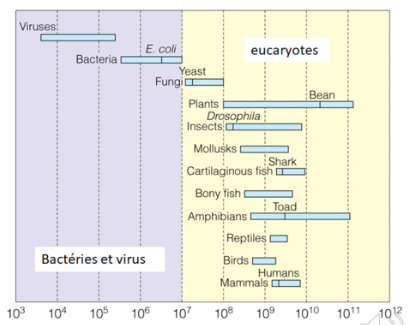 Viruses
E. coli
eucaryotes
Bacteria
Yeast
Fungi
Bean
Plants
Drosophila
Insects
Mollusks
Shark
Cartilaginous fish
Bony fish
Toad
Amphibians
Reptiles
Bactéries et virus
Birds
Humans
Mammals
10³ 10⁴ 10⁵ 10⁶ 10⁷ 10⁸ 10⁹ 10¹⁰ 10¹¹ 10¹²